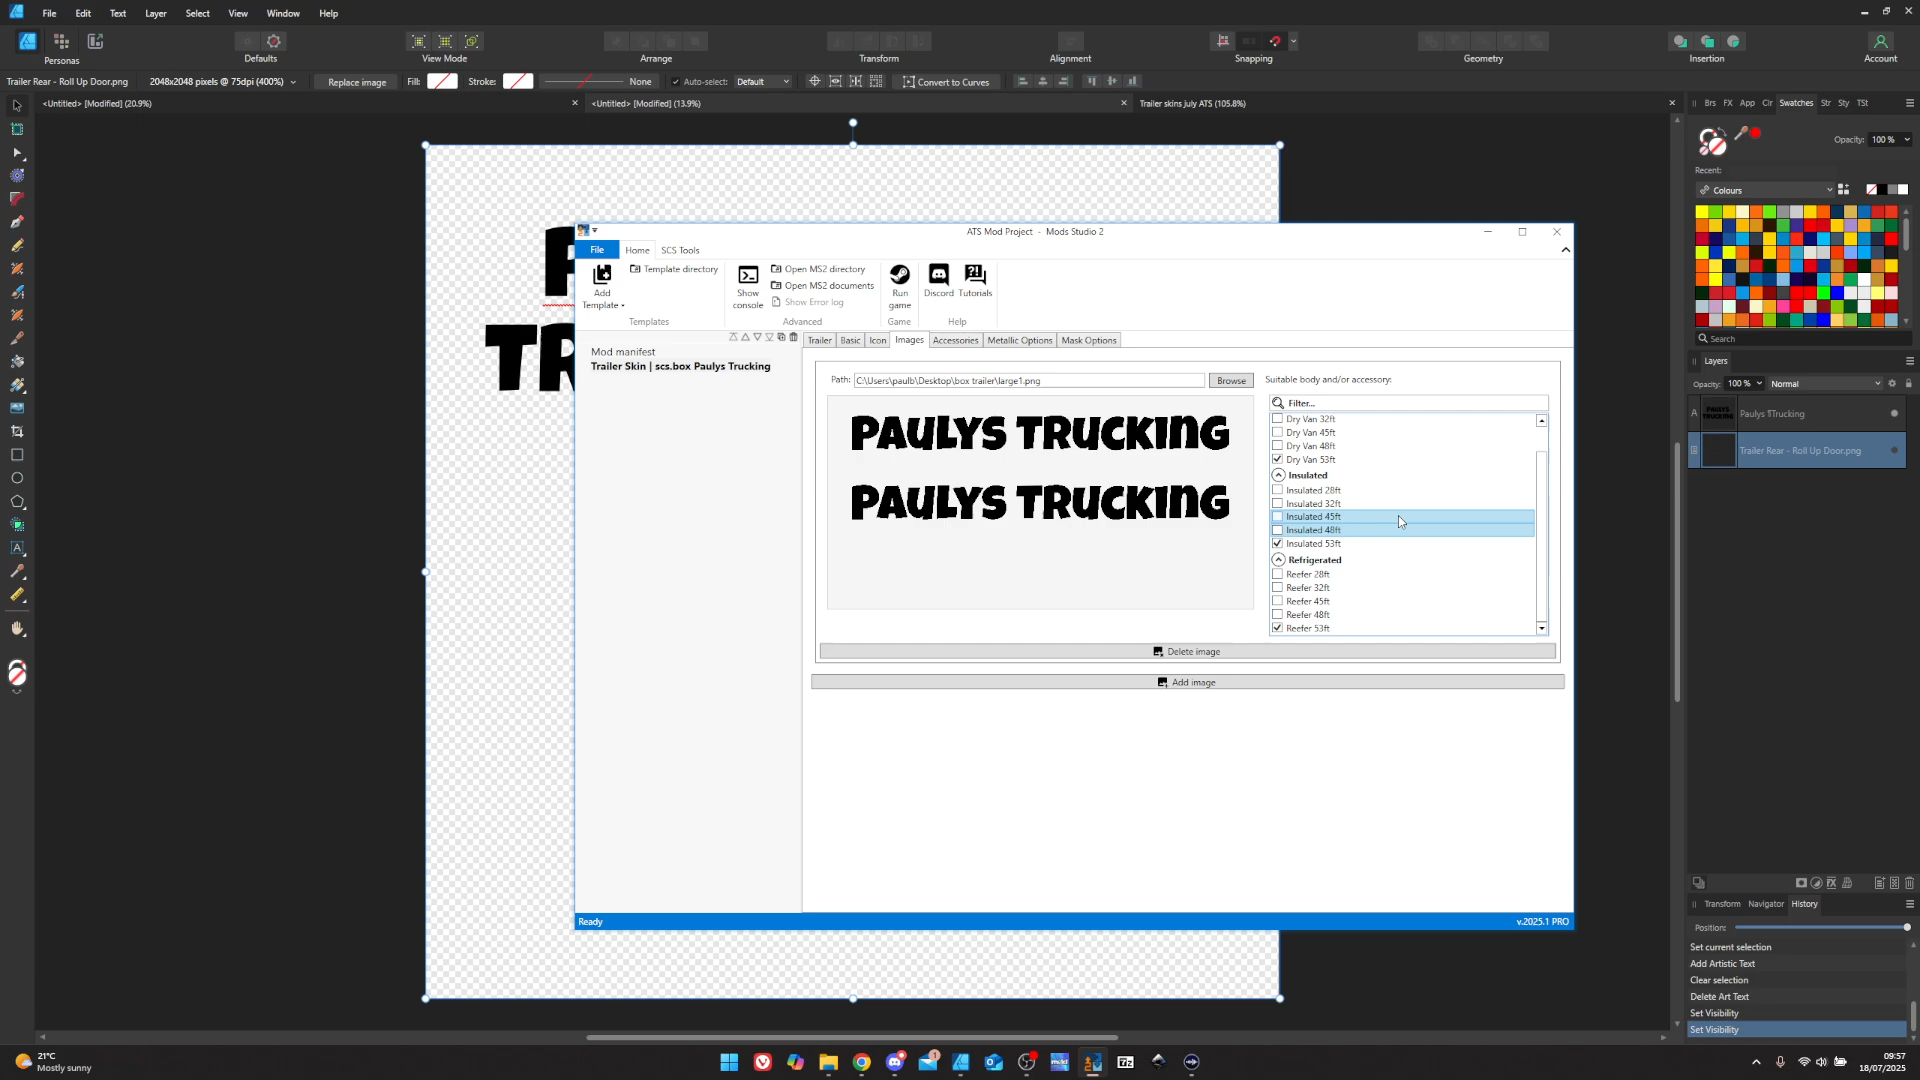 File Edit Text Layer Select View Window Help
Personas Defaults View Mode Arrange Transform Alignment Snapping Geometry Insertion Account
Trailer Rear - Roll Up Door.png 2048x2048 pixels @ 75dpi (400%) Replace image Fill: Stroke: None Auto-select: Default Convert to Curves
<Untitled> [Modified] (20.9%) <Untitled> [Modified] (13.9%) Trailer skins july ATS (105.8%)
Brs FX App Clr Swatches Str Sty TSt
Opacity: 100 %
Recent:
Colours
Search
Layers
Opacity: 100 % Normal
Paulys ¶Trucking
Trailer Rear - Roll Up Door.png
Transform Navigator History
Position:
Set current selection
Add Artistic Text
Clear selection
Delete Art Text
Set Visibility
Set Visibility
P
TR
ATS Mod Project - Mods Studio 2
File Home SCS Tools
Add Template
Template directory
Templates
Show console
Open MS2 directory
Open MS2 documents
Show Error log
Advanced
Run game
Game
Discord Tutorials
Help
Mod manifest
Trailer Skin | scs.box Paulys Trucking
Trailer Basic Icon Images Accessories Metallic Options Mask Options
Path: C:\Users\paulb\Desktop\box trailer\large1.png Browse
PAULYS TRUCKING
PAULYS TRUCKING
Suitable body and/or accessory:
Filter...
Dry Van 32ft
Dry Van 45ft
Dry Van 48ft
Dry Van 53ft
Insulated
Insulated 28ft
Insulated 32ft
Insulated 45ft
Insulated 48ft
Insulated 53ft
Refrigerated
Reefer 28ft
Reefer 32ft
Reefer 45ft
Reefer 48ft
Reefer 53ft
Delete image
Add image
Ready v.2025.1 PRO
21°C
Mostly sunny
09:57
18/07/2025